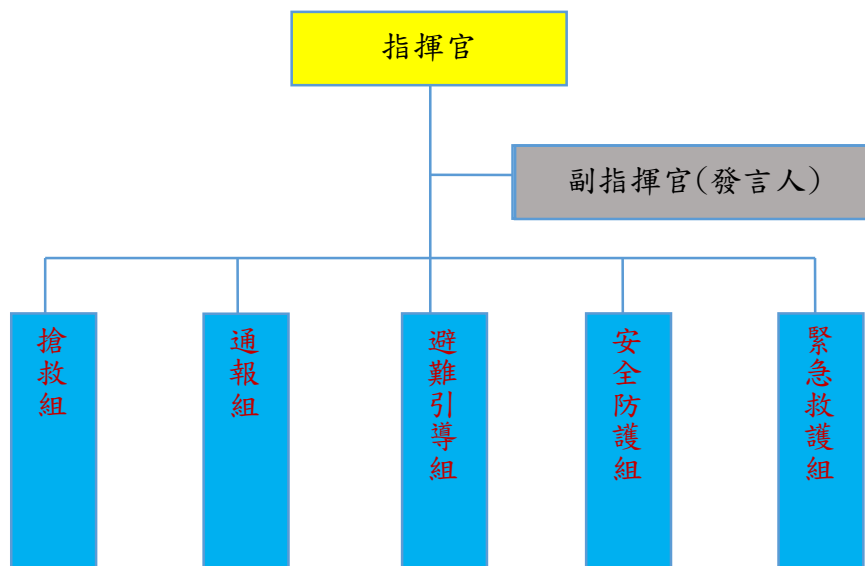 指揮官
副指揮官(發言人)
搶救組
通報組
避難引導組
安全防護組
緊急救護組